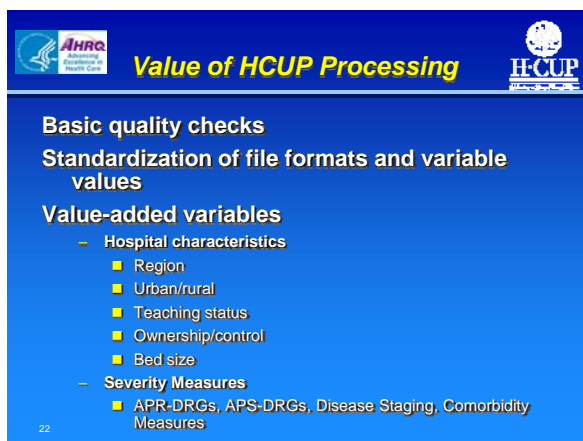 AHRQ
Advancing
Excellence in
Health Care
Value of HCUP Processing
H·CUP
Basic quality checks
Standardization of file formats and variable
values
Value-added variables
– Hospital characteristics
Region
Urban/rural
Teaching status
Ownership/control
Bed size
– Severity Measures
APR-DRGs, APS-DRGs, Disease Staging, Comorbidity
Measures
22